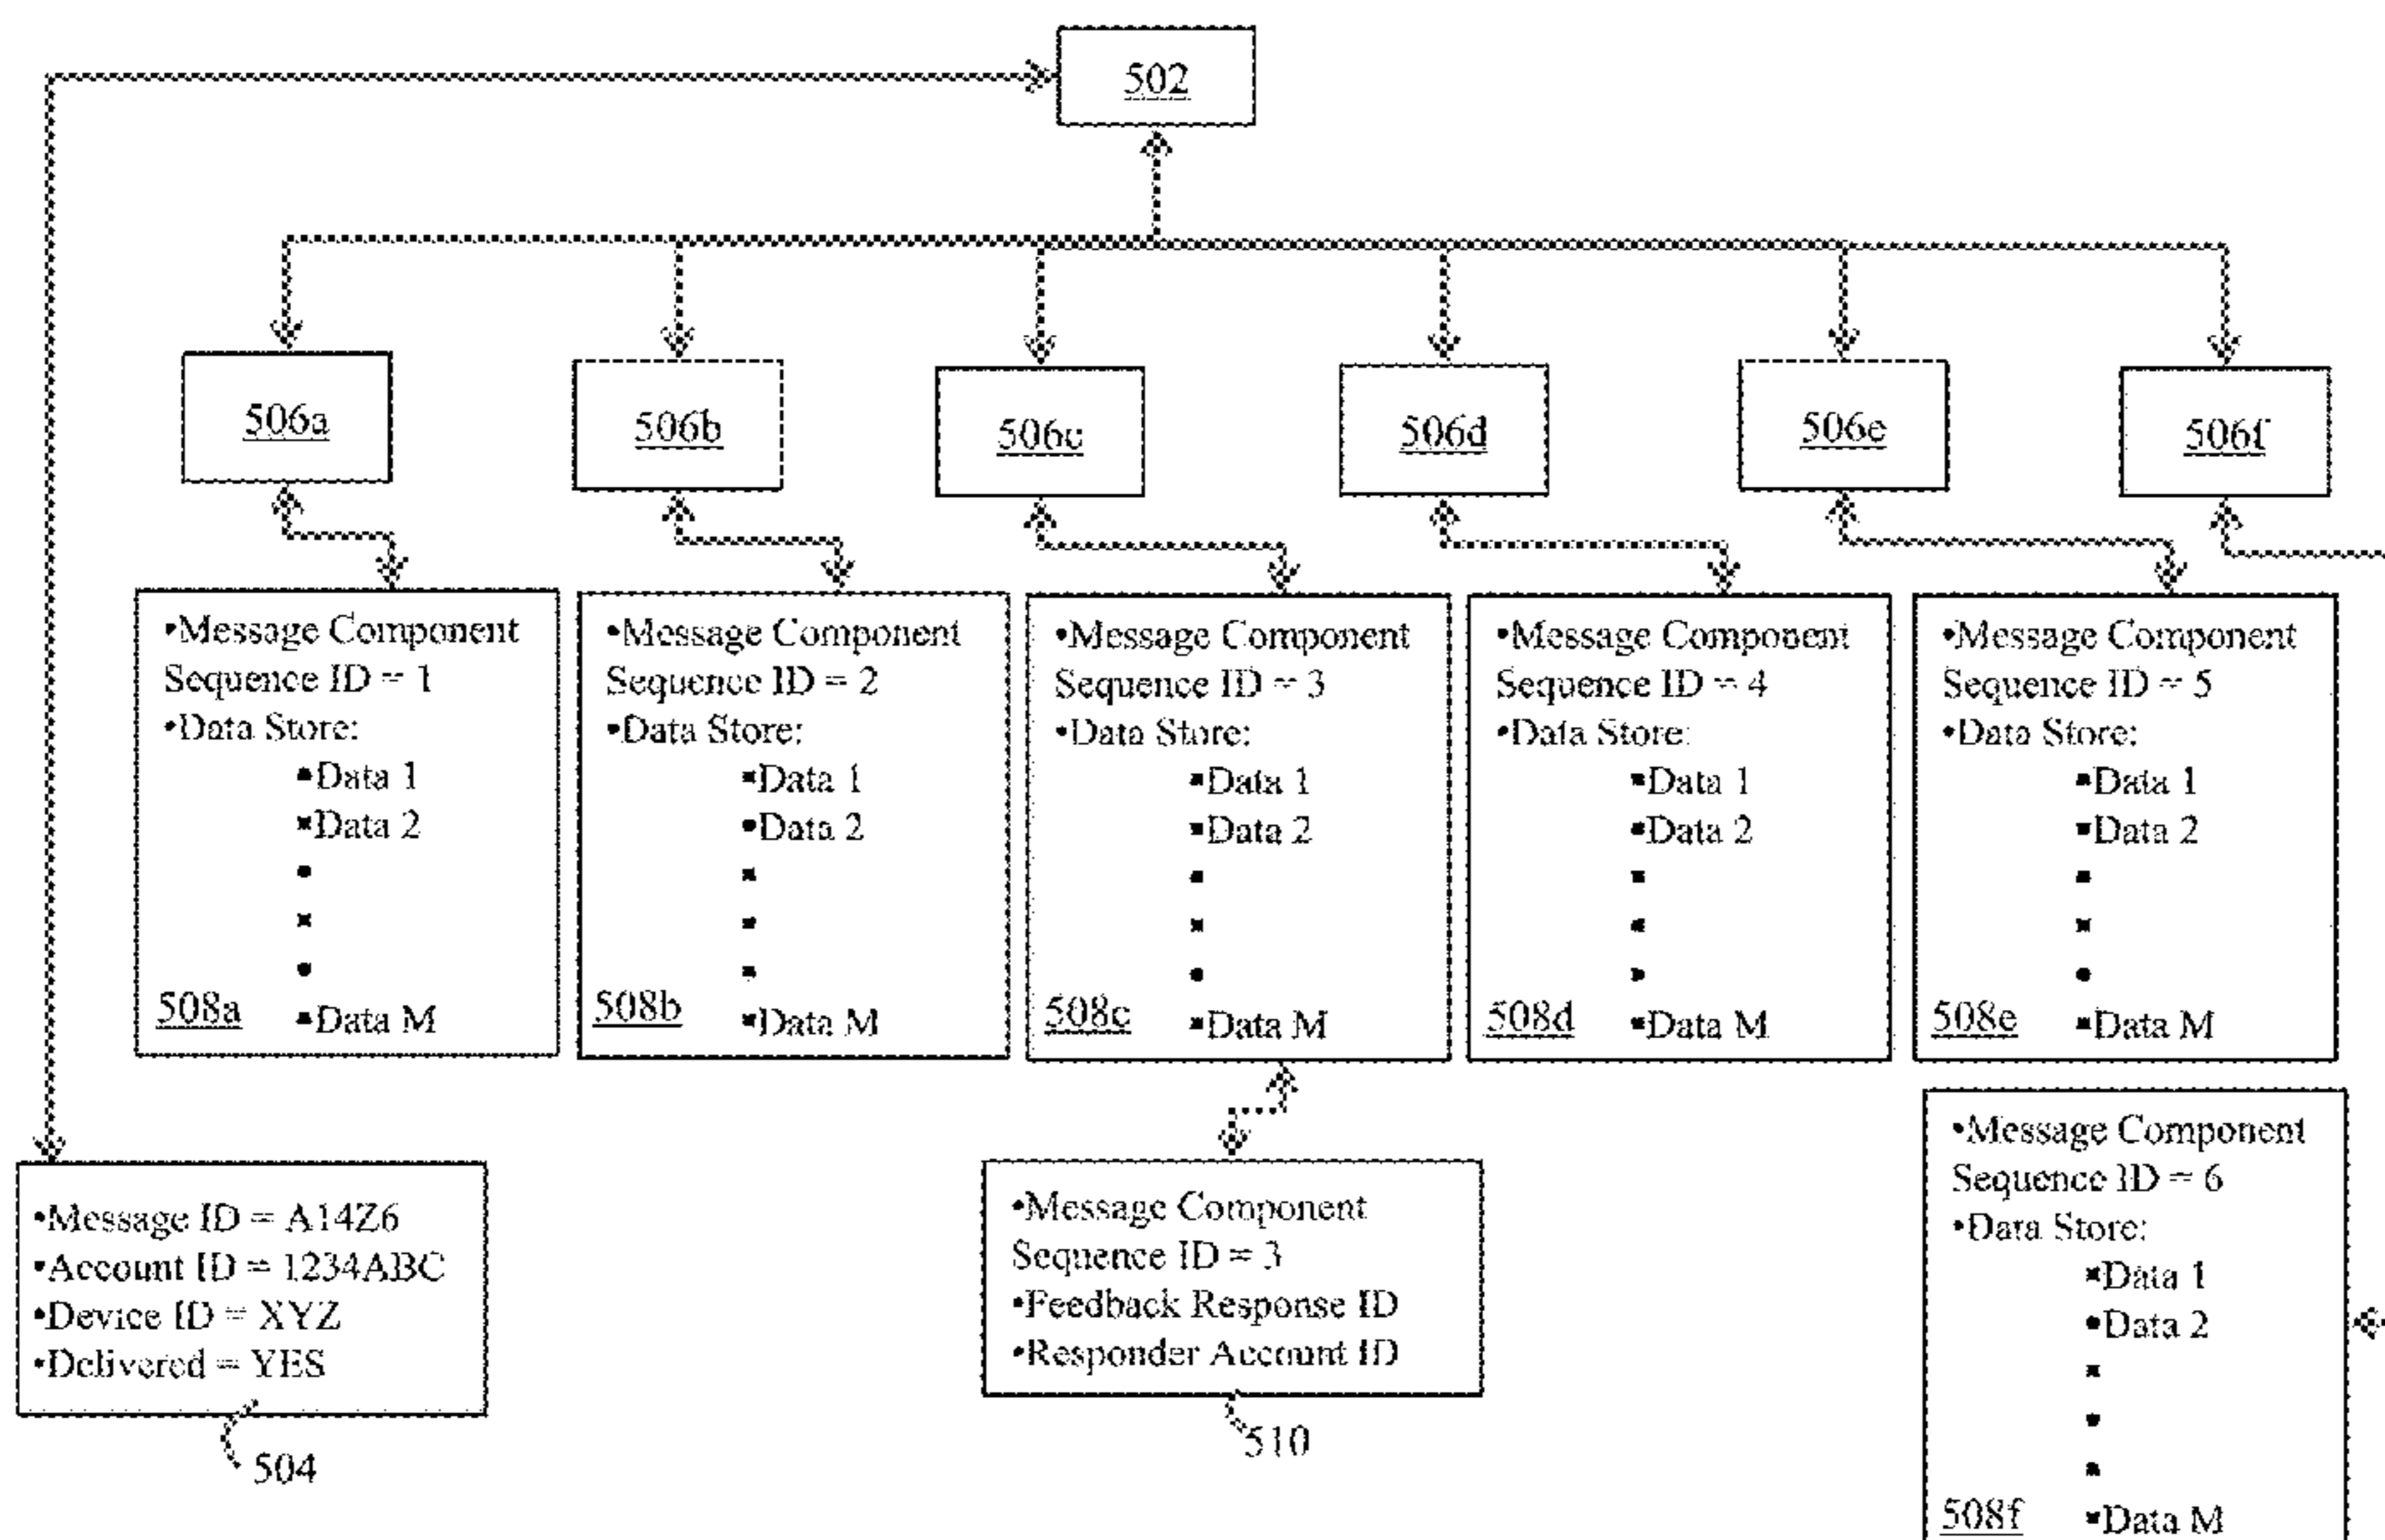 502
506a
506b
506c
506d
506e
506f
•Message Component
Sequence ID = 1
•Data Store:
•Data 1
•Data 2
•
•
•
•Data M
508a
•Message Component
Sequence ID = 2
•Data Store:
•Data 1
•Data 2
•
•
•
•Data M
508b
•Message Component
Sequence ID = 3
•Data Store:
•Data 1
•Data 2
•
•
•
•Data M
508c
•Message Component
Sequence ID = 4
•Data Store:
•Data 1
•Data 2
•
•
•
•Data M
508d
•Message Component
Sequence ID = 5
•Data Store:
•Data 1
•Data 2
•
•
•
•Data M
508e
•Message ID = A14Z6
•Account ID = 1234ABC
•Device ID = XYZ
•Delivered = YES
504
•Message Component
Sequence ID = 3
•Feedback Response ID
•Responder Account ID
510
•Message Component
Sequence ID = 6
•Data Store:
•Data 1
•Data 2
•
•
•
•Data M
508f